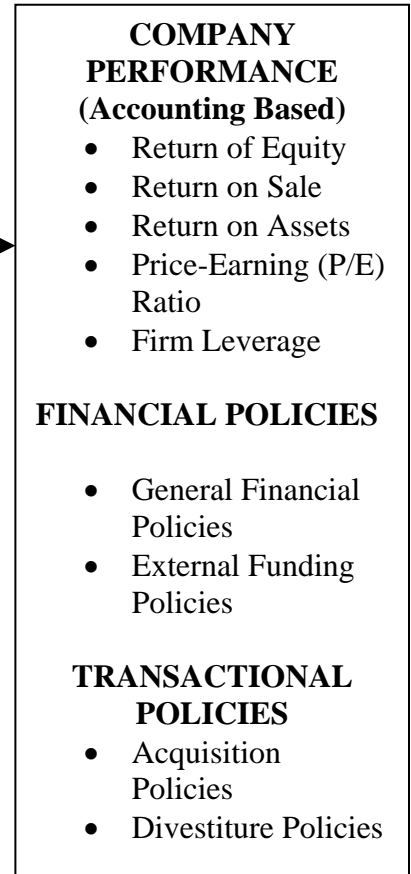 COMPANY
PERFORMANCE
(Accounting Based)
• Return of Equity
• Return on Sale
• Return on Assets
• Price-Earning (P/E)
Ratio
• Firm Leverage
FINANCIAL POLICIES
• General Financial
Policies
• External Funding
Policies
TRANSACTIONAL
POLICIES
• Acquisition
Policies
• Divestiture Policies